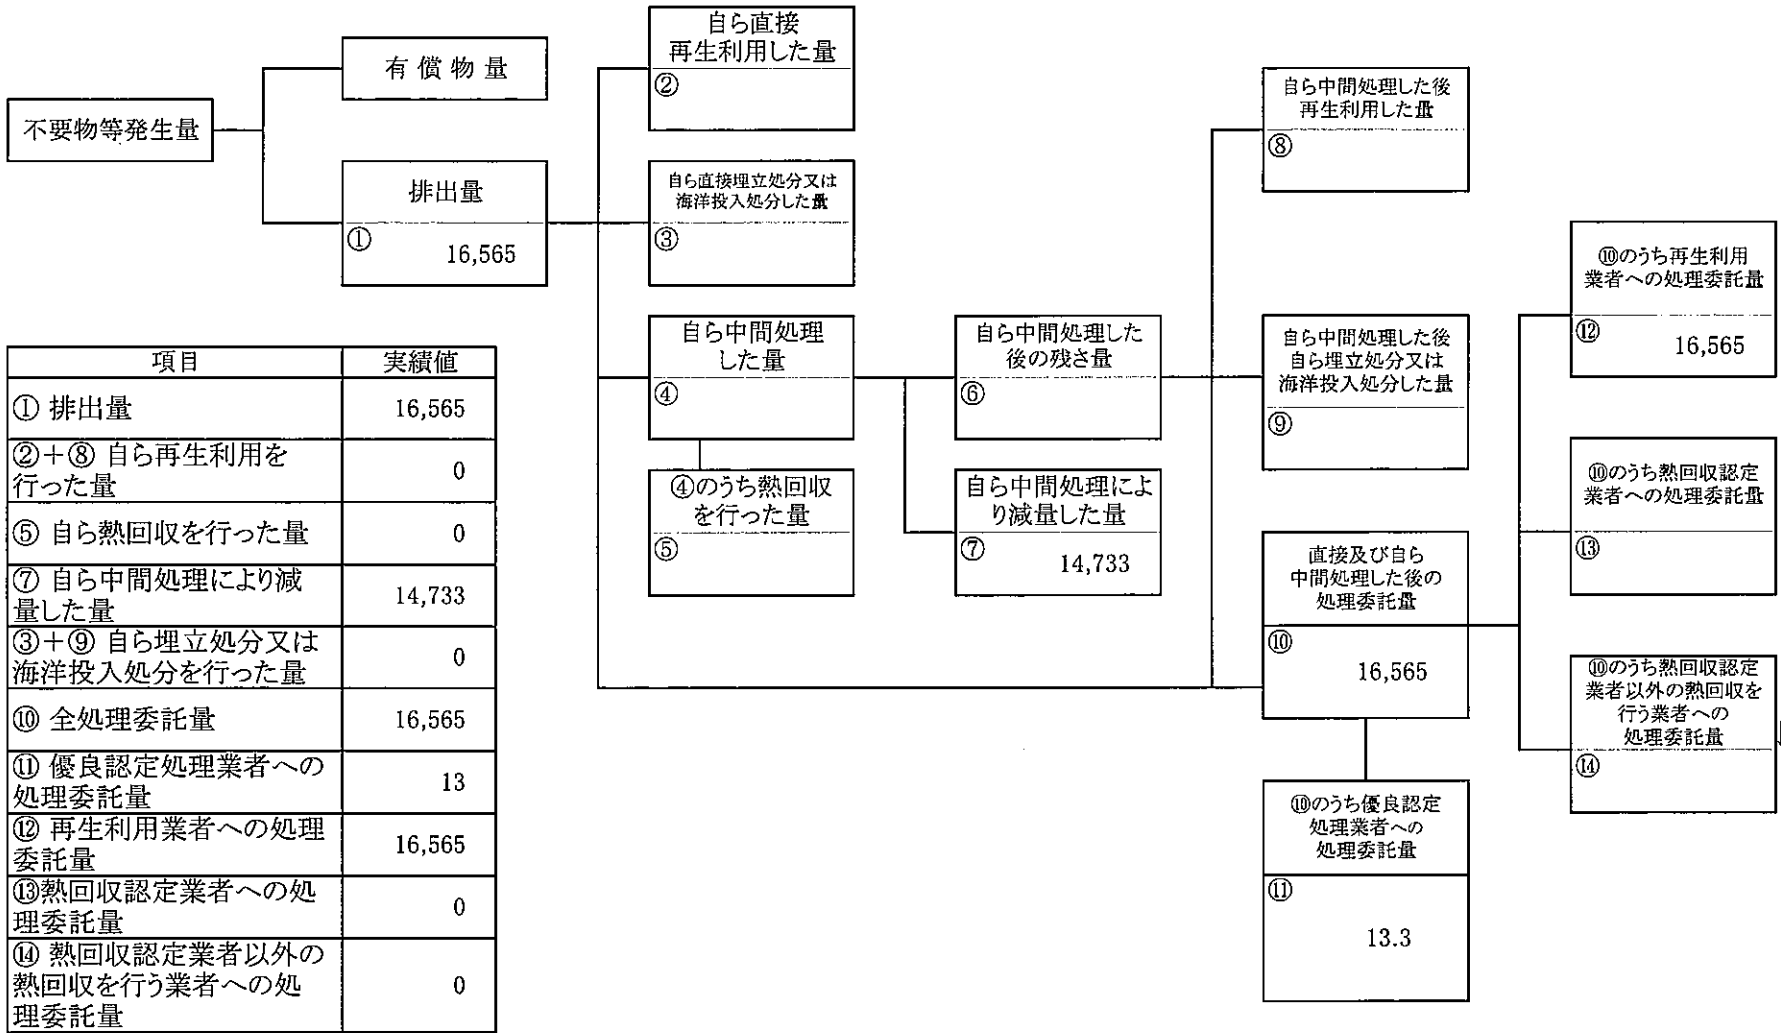 不要物等発生量
有償物量
排出量
①
16,565
自ら直接
再生利用した量
②
自ら直接埋立処分又は
海洋投入処分した量
③
自ら中間処理
した量
④
④のうち熱回収
を行った量
⑤
自ら中間処理した
後の残さ量
⑥
自ら中間処理によ
り減量した量
⑦
14,733
自ら中間処理した後
再生利用した量
⑧
自ら中間処理した後
自ら埋立処分又は
海洋投入処分した量
⑨
直接及び自ら
中間処理した後の
処理委託量
⑩
16,565
⑩のうち優良認定
処理業者への
処理委託量
⑪
13.3
⑩のうち再生利用
業者への処理委託量
⑫
16,565
⑩のうち熱回収認定
業者への処理委託量
⑬
⑩のうち熱回収認定
業者以外の熱回収を
行う業者への
処理委託量
⑭
項目 実績値
① 排出量 16,565
②+⑧ 自ら再生利用を
行った量 0
⑤ 自ら熱回収を行った量 0
⑦ 自ら中間処理により減
量した量 14,733
③+⑨ 自ら埋立処分又は
海洋投入処分を行った量 0
⑩ 全処理委託量 16,565
⑪ 優良認定処理業者への
処理委託量 13
⑫ 再生利用業者への処理
委託量 16,565
⑬熱回収認定業者への処
理委託量 0
⑭ 熱回収認定業者以外の
熱回収を行う業者への処
理委託量 0